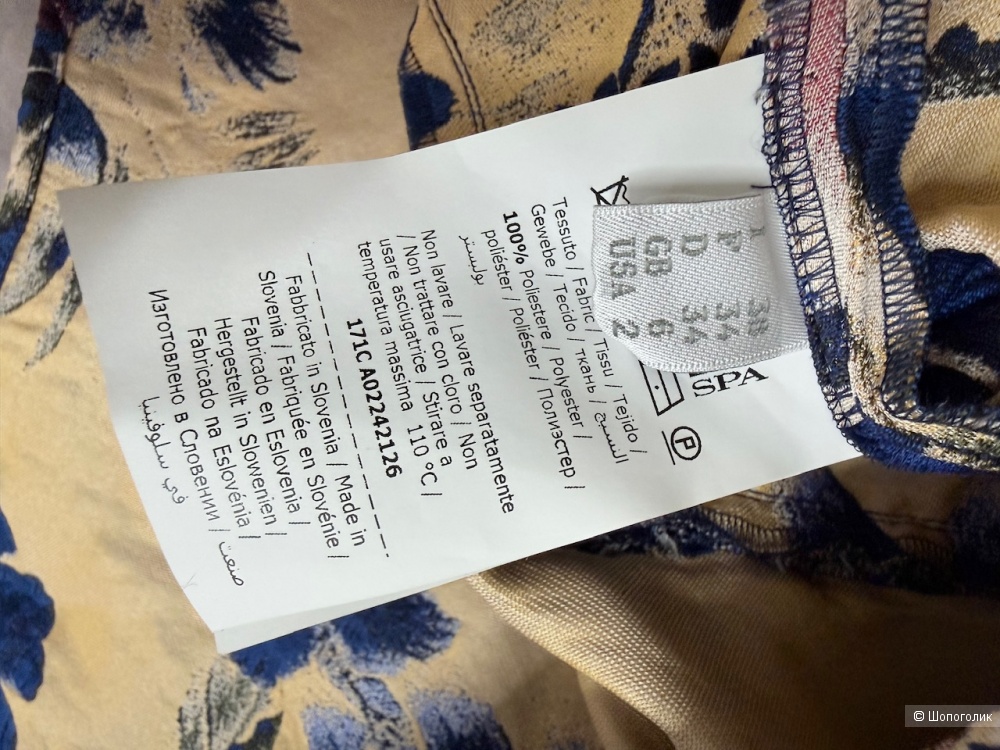 I 38
F 34
D 34
GB 6
USA 2
SPA
P
Tessuto / Fabric / Tissu / Tejido /
Gewebe / Tecido / ткань / النسيج
100% Poliestere / Polyester /
poliéster / Poliéster / Полиэстер /
بوليستر
Non lavare / Lavare separatamente
/ Non trattare con cloro / Non
usare asciugatrice / Stirare a
temperatura massima 110 °C /
171C A02242126
Fabbricato in Slovenia / Made in
Slovenia / Fabriquée en Slovénie /
Fabricado en Eslovenia /
Hergestellt in Slowenien /
Fabricado na Eslovénia /
Изготовлено в Словении / صنعت
في سلوفينيا
© Шопоголик